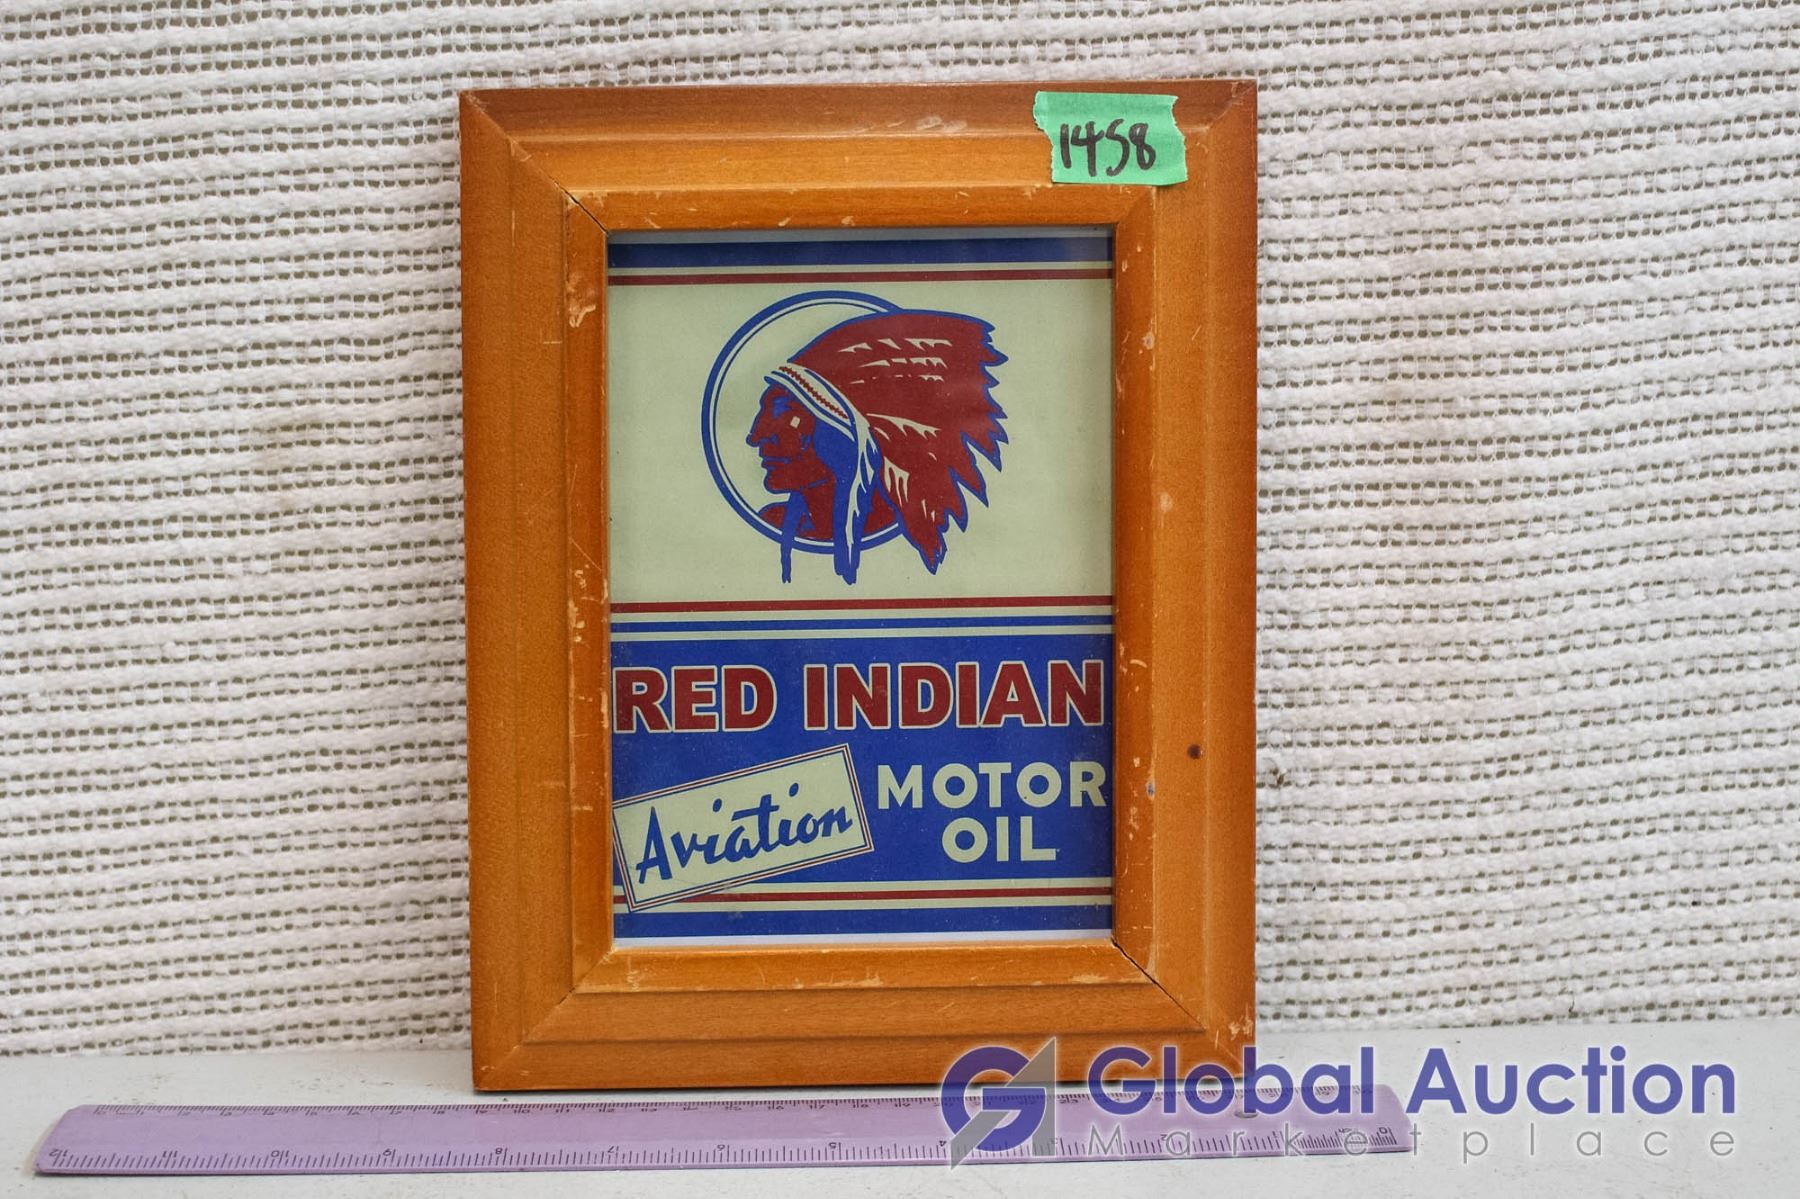 1458
RED INDIAN
Aviation MOTOR
OIL
Global Auction
Marketplace